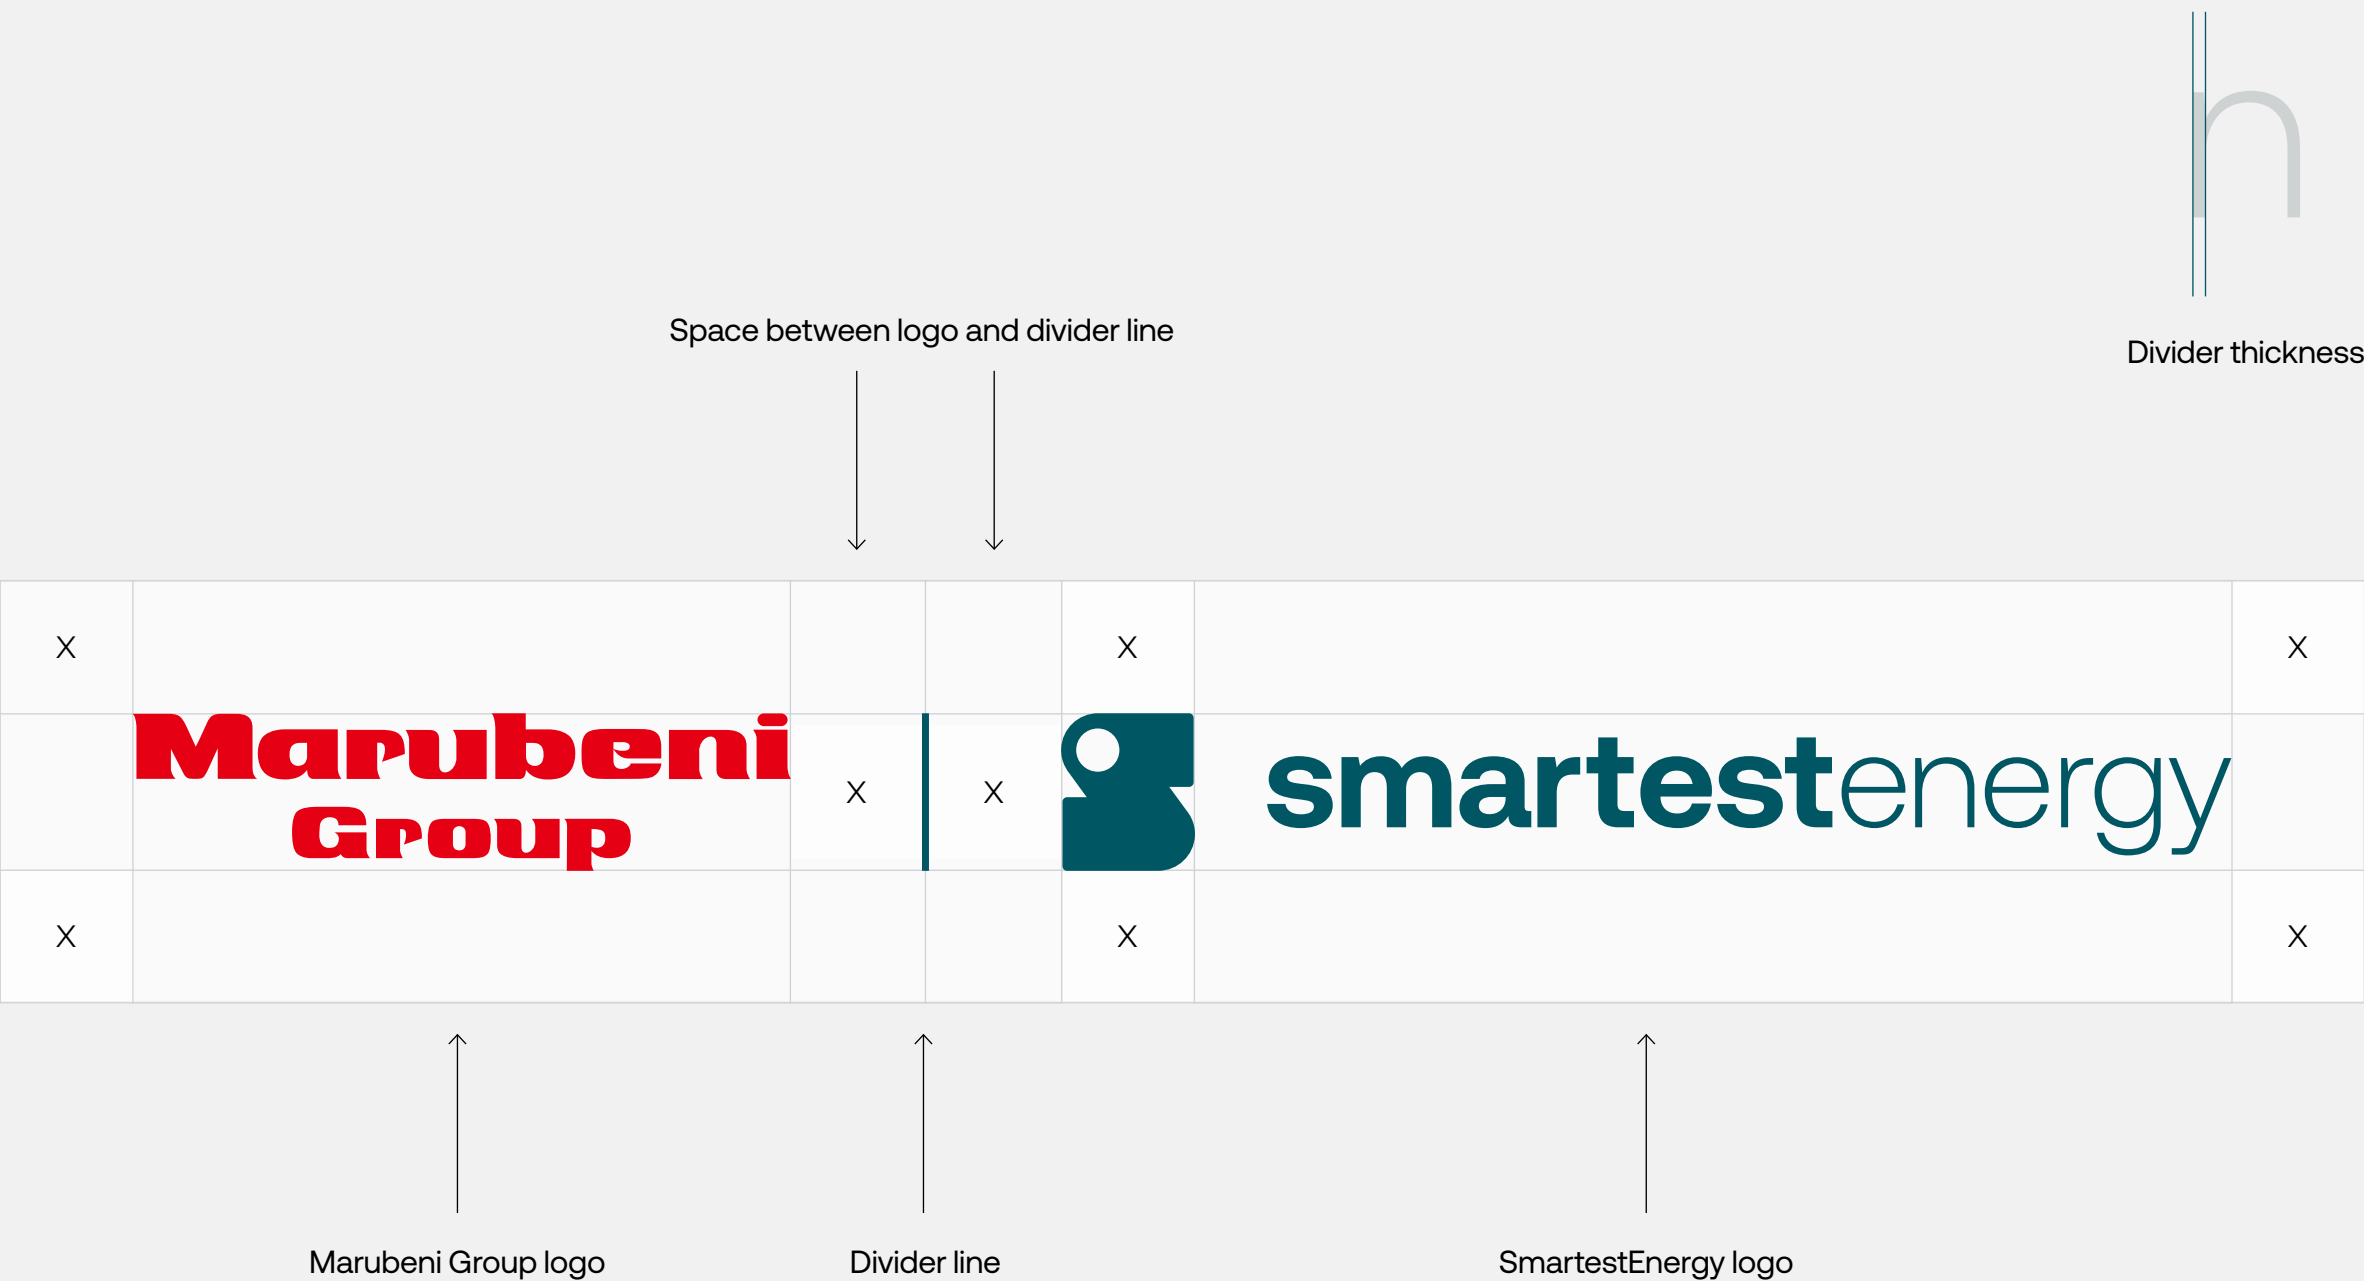 h
Divider thickness
Space between logo and divider line
X
X
X
Marubeni
Group
X
X
smartestenergy
X
X
X
Marubeni Group logo
Divider line
SmartestEnergy logo